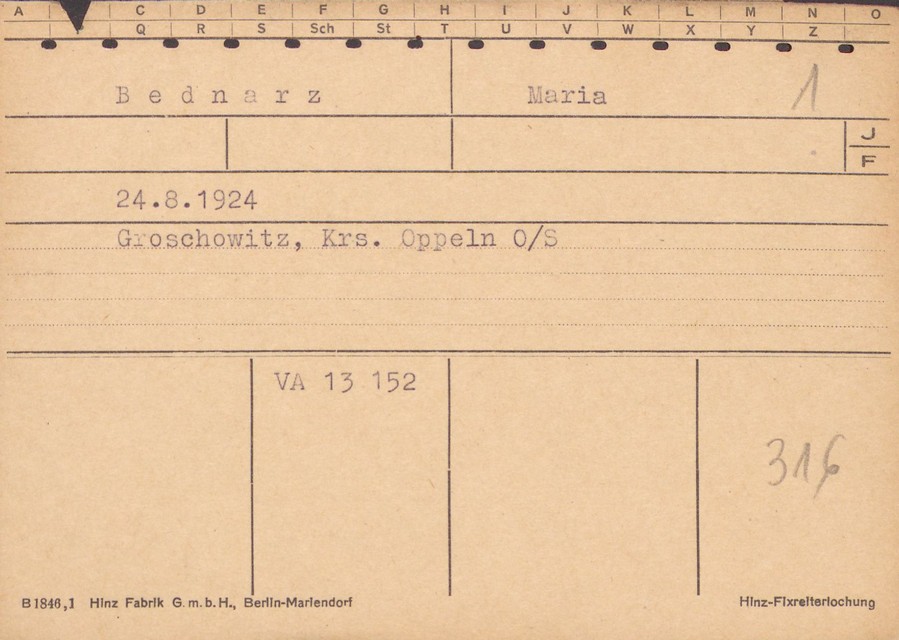 A C D E F G H I J K L M N O
Q R S Sch St T U V W X Y Z
Bednarz Maria 1
J
F
24.8.1924
Groschowitz, Krs. Oppeln O/S
VA 13 152
316
B1846,1 Hinz Fabrik G.m.b.H., Berlin-Mariendorf Hinz-Fixreiterlochung